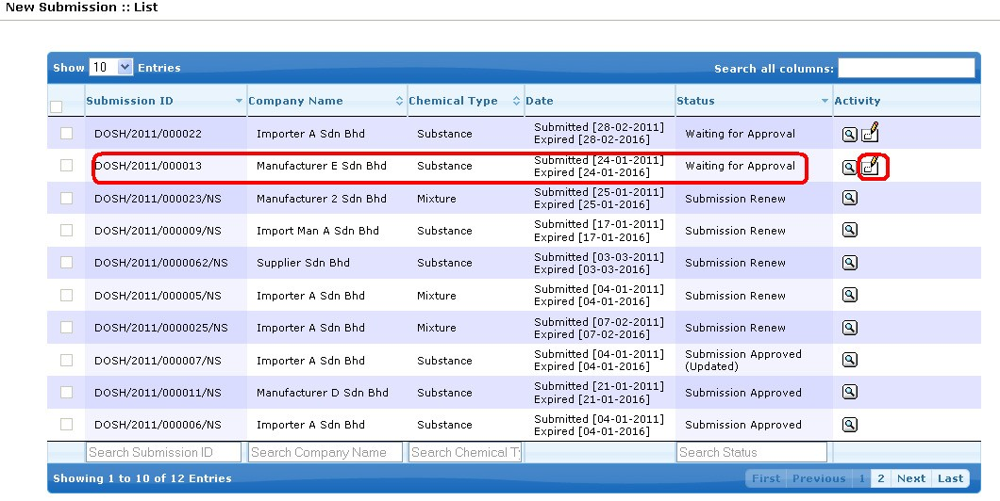 New Submission :: List
Show 10 Entries Search all columns:
Submission ID Company Name Chemical Type Date Status Activity
DOSH/2011/000022 Importer A Sdn Bhd Substance Submitted [28-02-2011] Waiting for Approval
Expired [28-02-2016]
DOSH/2011/000013 Manufacturer E Sdn Bhd Substance Submitted [24-01-2011] Waiting for Approval
Expired [24-01-2016]
DOSH/2011/000023/NS Manufacturer 2 Sdn Bhd Mixture Submitted [25-01-2011] Submission Renew
Expired [25-01-2016]
DOSH/2011/000009/NS Import Man A Sdn Bhd Substance Submitted [17-01-2011] Submission Renew
Expired [17-01-2016]
DOSH/2011/0000062/NS Supplier Sdn Bhd Substance Submitted [03-03-2011] Submission Renew
Expired [03-03-2016]
DOSH/2011/000005/NS Importer A Sdn Bhd Mixture Submitted [04-01-2011] Submission Renew
Expired [04-01-2016]
DOSH/2011/0000025/NS Importer A Sdn Bhd Mixture Submitted [07-02-2011] Submission Renew
Expired [07-02-2016]
DOSH/2011/000007/NS Importer A Sdn Bhd Substance Submitted [04-01-2011] Submission Approved
Expired [04-01-2016] (Updated)
DOSH/2011/000011/NS Manufacturer D Sdn Bhd Substance Submitted [21-01-2011] Submission Approved
Expired [21-01-2016]
DOSH/2011/000006/NS Importer A Sdn Bhd Substance Submitted [04-01-2011] Submission Approved
Expired [04-01-2016]
Search Submission ID Search Company Name Search Chemical T Search Status
Showing 1 to 10 of 12 Entries First Previous 1 2 Next Last